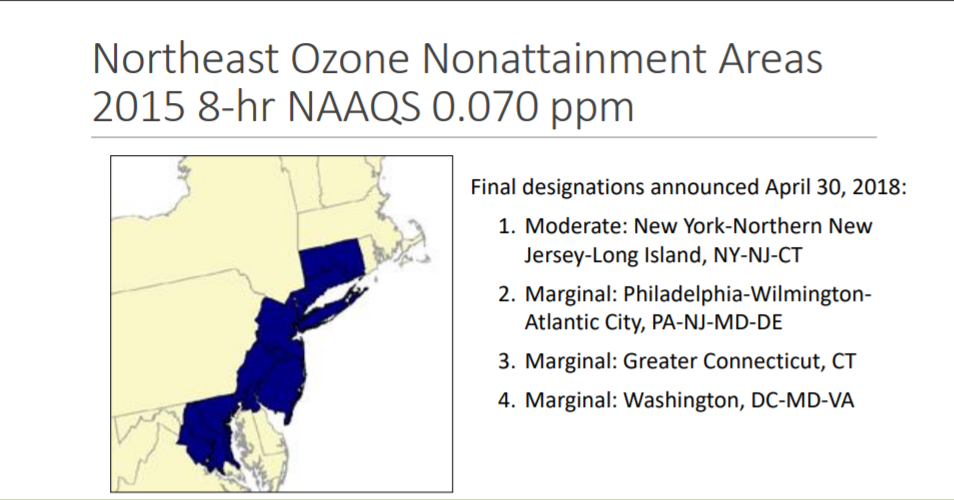 Northeast Ozone Nonattainment Areas
2015 8-hr NAAQS 0.070 ppm
Final designations announced April 30, 2018:
1. Moderate: New York-Northern New
Jersey-Long Island, NY-NJ-CT
2. Marginal: Philadelphia-Wilmington-
Atlantic City, PA-NJ-MD-DE
3. Marginal: Greater Connecticut, CT
4. Marginal: Washington, DC-MD-VA